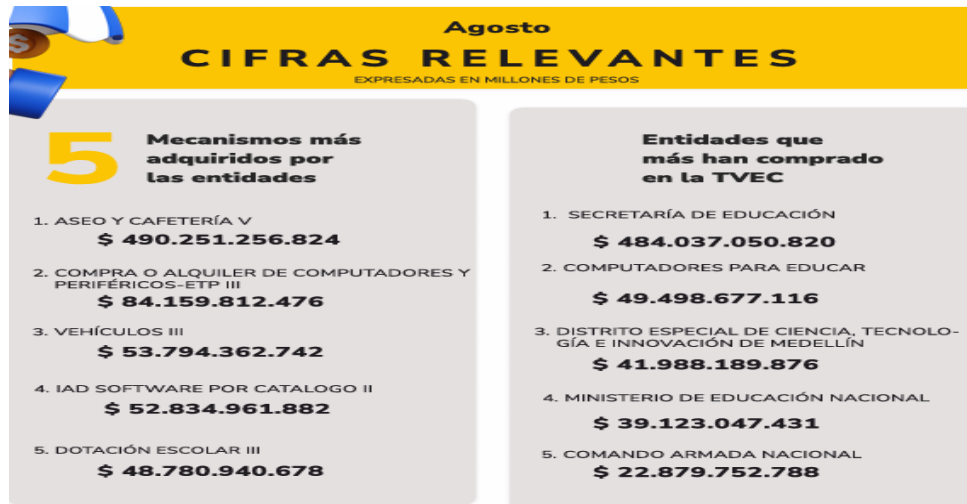 $
Agosto
CIFRAS RELEVANTES
EXPRESADAS EN MILLONES DE PESOS
5
Mecanismos más
adquiridos por
las entidades
1. ASEO Y CAFETERÍA V
$ 490.251.256.824
2. COMPRA O ALQUILER DE COMPUTADORES Y
PERIFÉRICOS-ETP III
$ 84.159.812.476
3. VEHÍCULOS III
$ 53.794.362.742
4. IAD SOFTWARE POR CATALOGO II
$ 52.834.961.882
5. DOTACIÓN ESCOLAR III
$ 48.780.940.678
Entidades que
más han comprado
en la TVEC
1. SECRETARÍA DE EDUCACIÓN
$ 484.037.050.820
2. COMPUTADORES PARA EDUCAR
$ 49.498.677.116
3. DISTRITO ESPECIAL DE CIENCIA, TECNOLO-
GÍA E INNOVACIÓN DE MEDELLÍN
$ 41.988.189.876
4. MINISTERIO DE EDUCACIÓN NACIONAL
$ 39.123.047.431
5. COMANDO ARMADA NACIONAL
$ 22.879.752.788